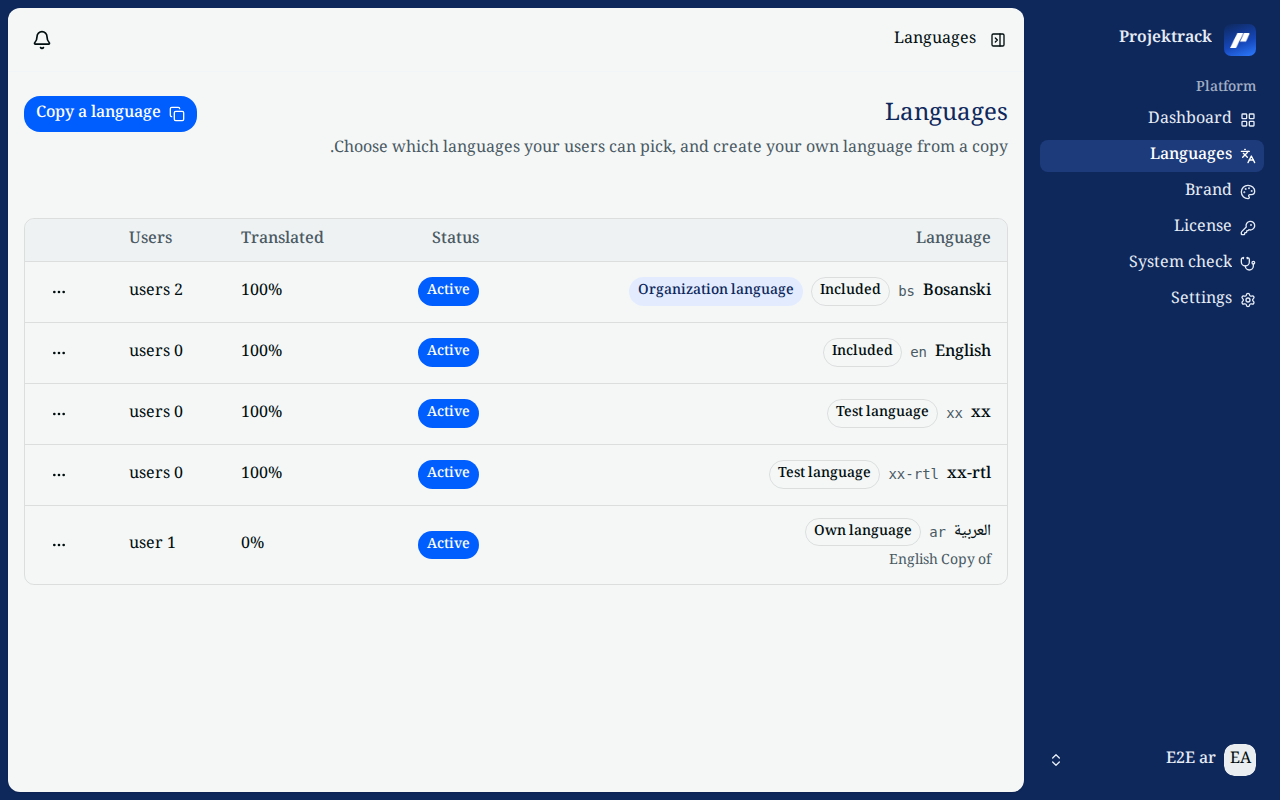 Projektrack
Platform
Dashboard
Languages
Brand
License
System check
Settings
E2E ar
EA
Languages
Languages
.Choose which languages your users can pick, and create your own language from a copy
Copy a language
Language Status Translated Users
Bosanski bs Included Organization language Active 100% users 2
English en Included Active 100% users 0
xx xx Test language Active 100% users 0
xx-rtl xx-rtl Test language Active 100% users 0
العربية ar Own language Active 0% user 1
English Copy of